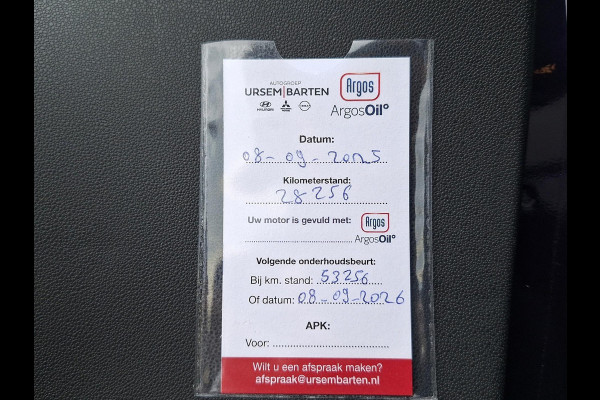 AUTOGROEP
URSEM|BARTEN
Argos
HYUNDAI
ArgosOil°
Datum:
08-09-2025
Kilometerstand:
28256
Uw motor is gevuld met:
Argos
ArgosOil°
Volgende onderhoudsbeurt:
Bij km. stand: 53256
Of datum: 08-09-2026
APK:
Voor:
Wilt u een afspraak maken?
afspraak@ursembarten.nl